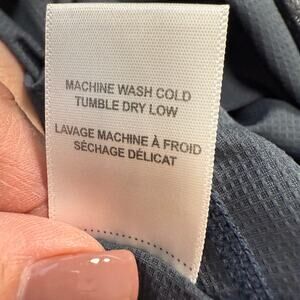 MACHINE WASH COLD
TUMBLE DRY LOW
LAVAGE MACHINE À FROID
SÉCHAGE DÉLICAT